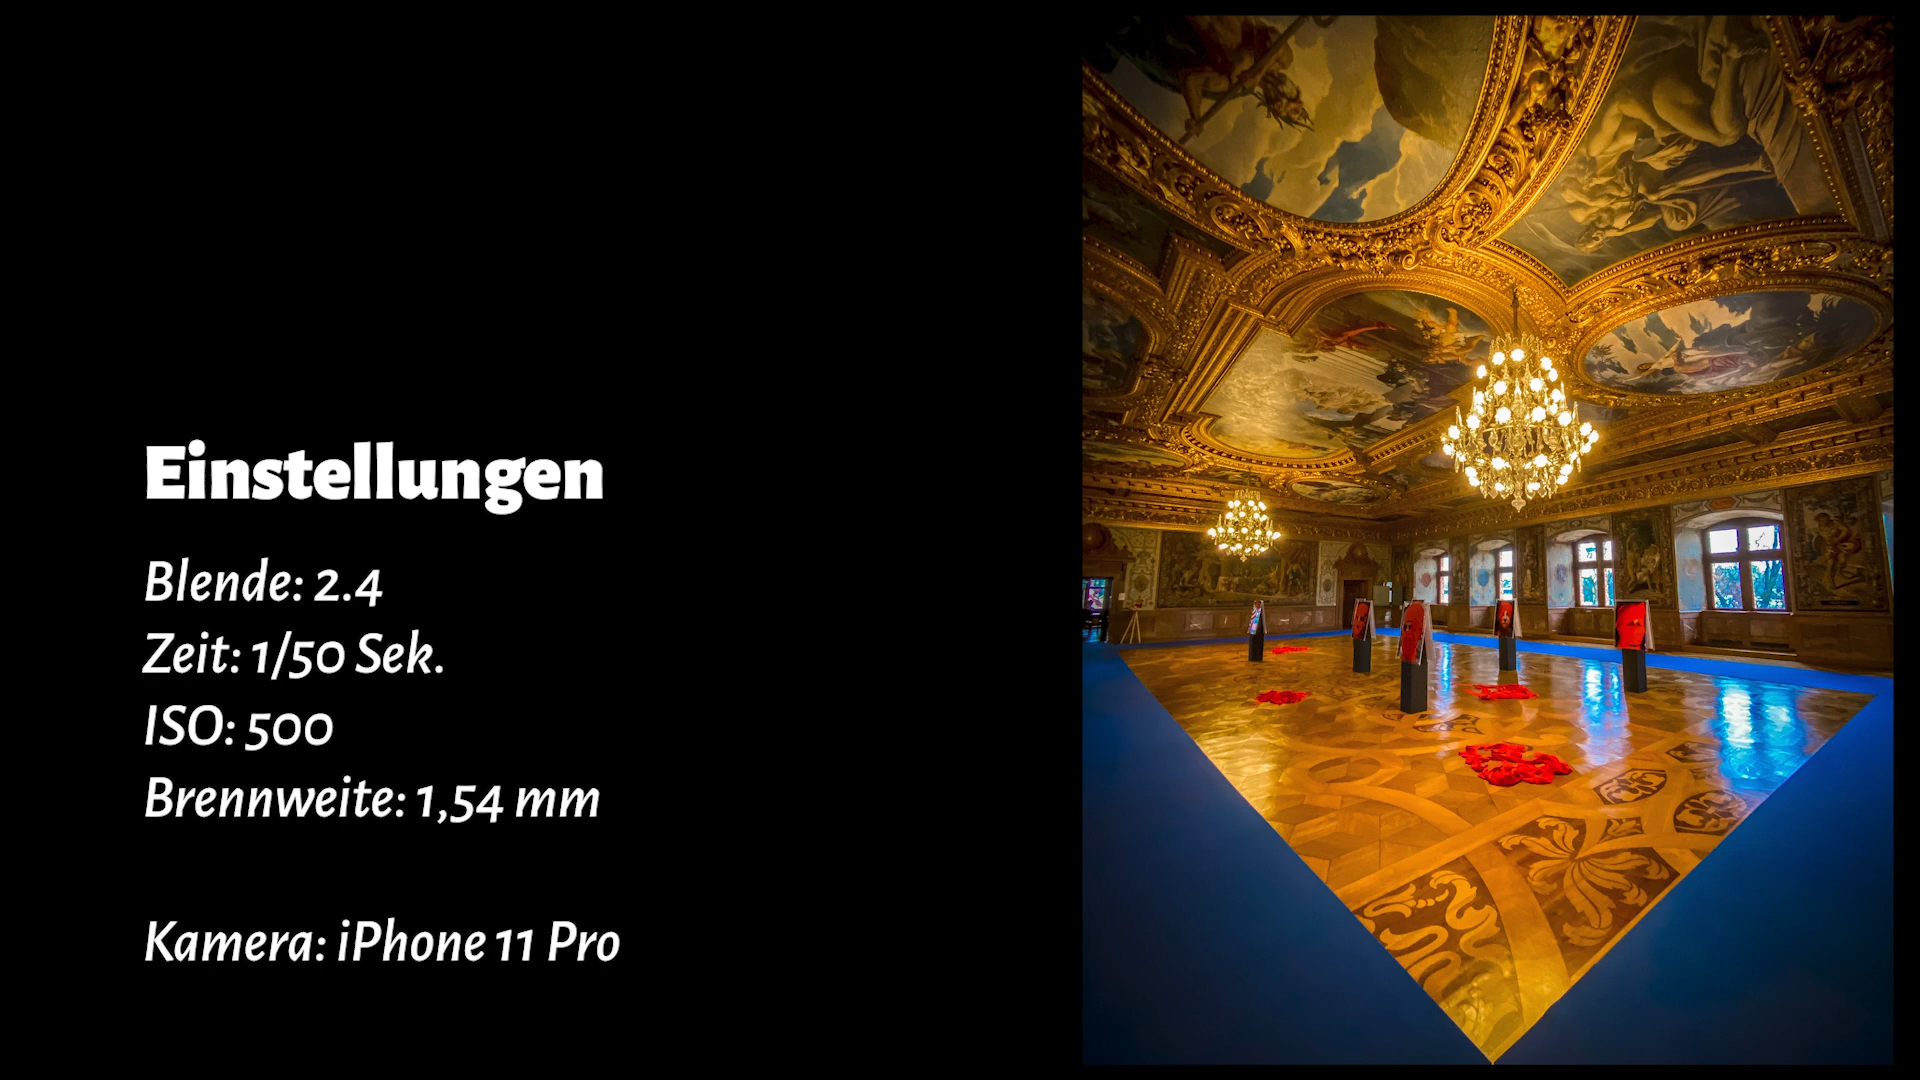 Einstellungen
Blende: 2.4
Zeit: 1/50 Sek.
ISO: 500
Brennweite: 1,54 mm
Kamera: iPhone 11 Pro